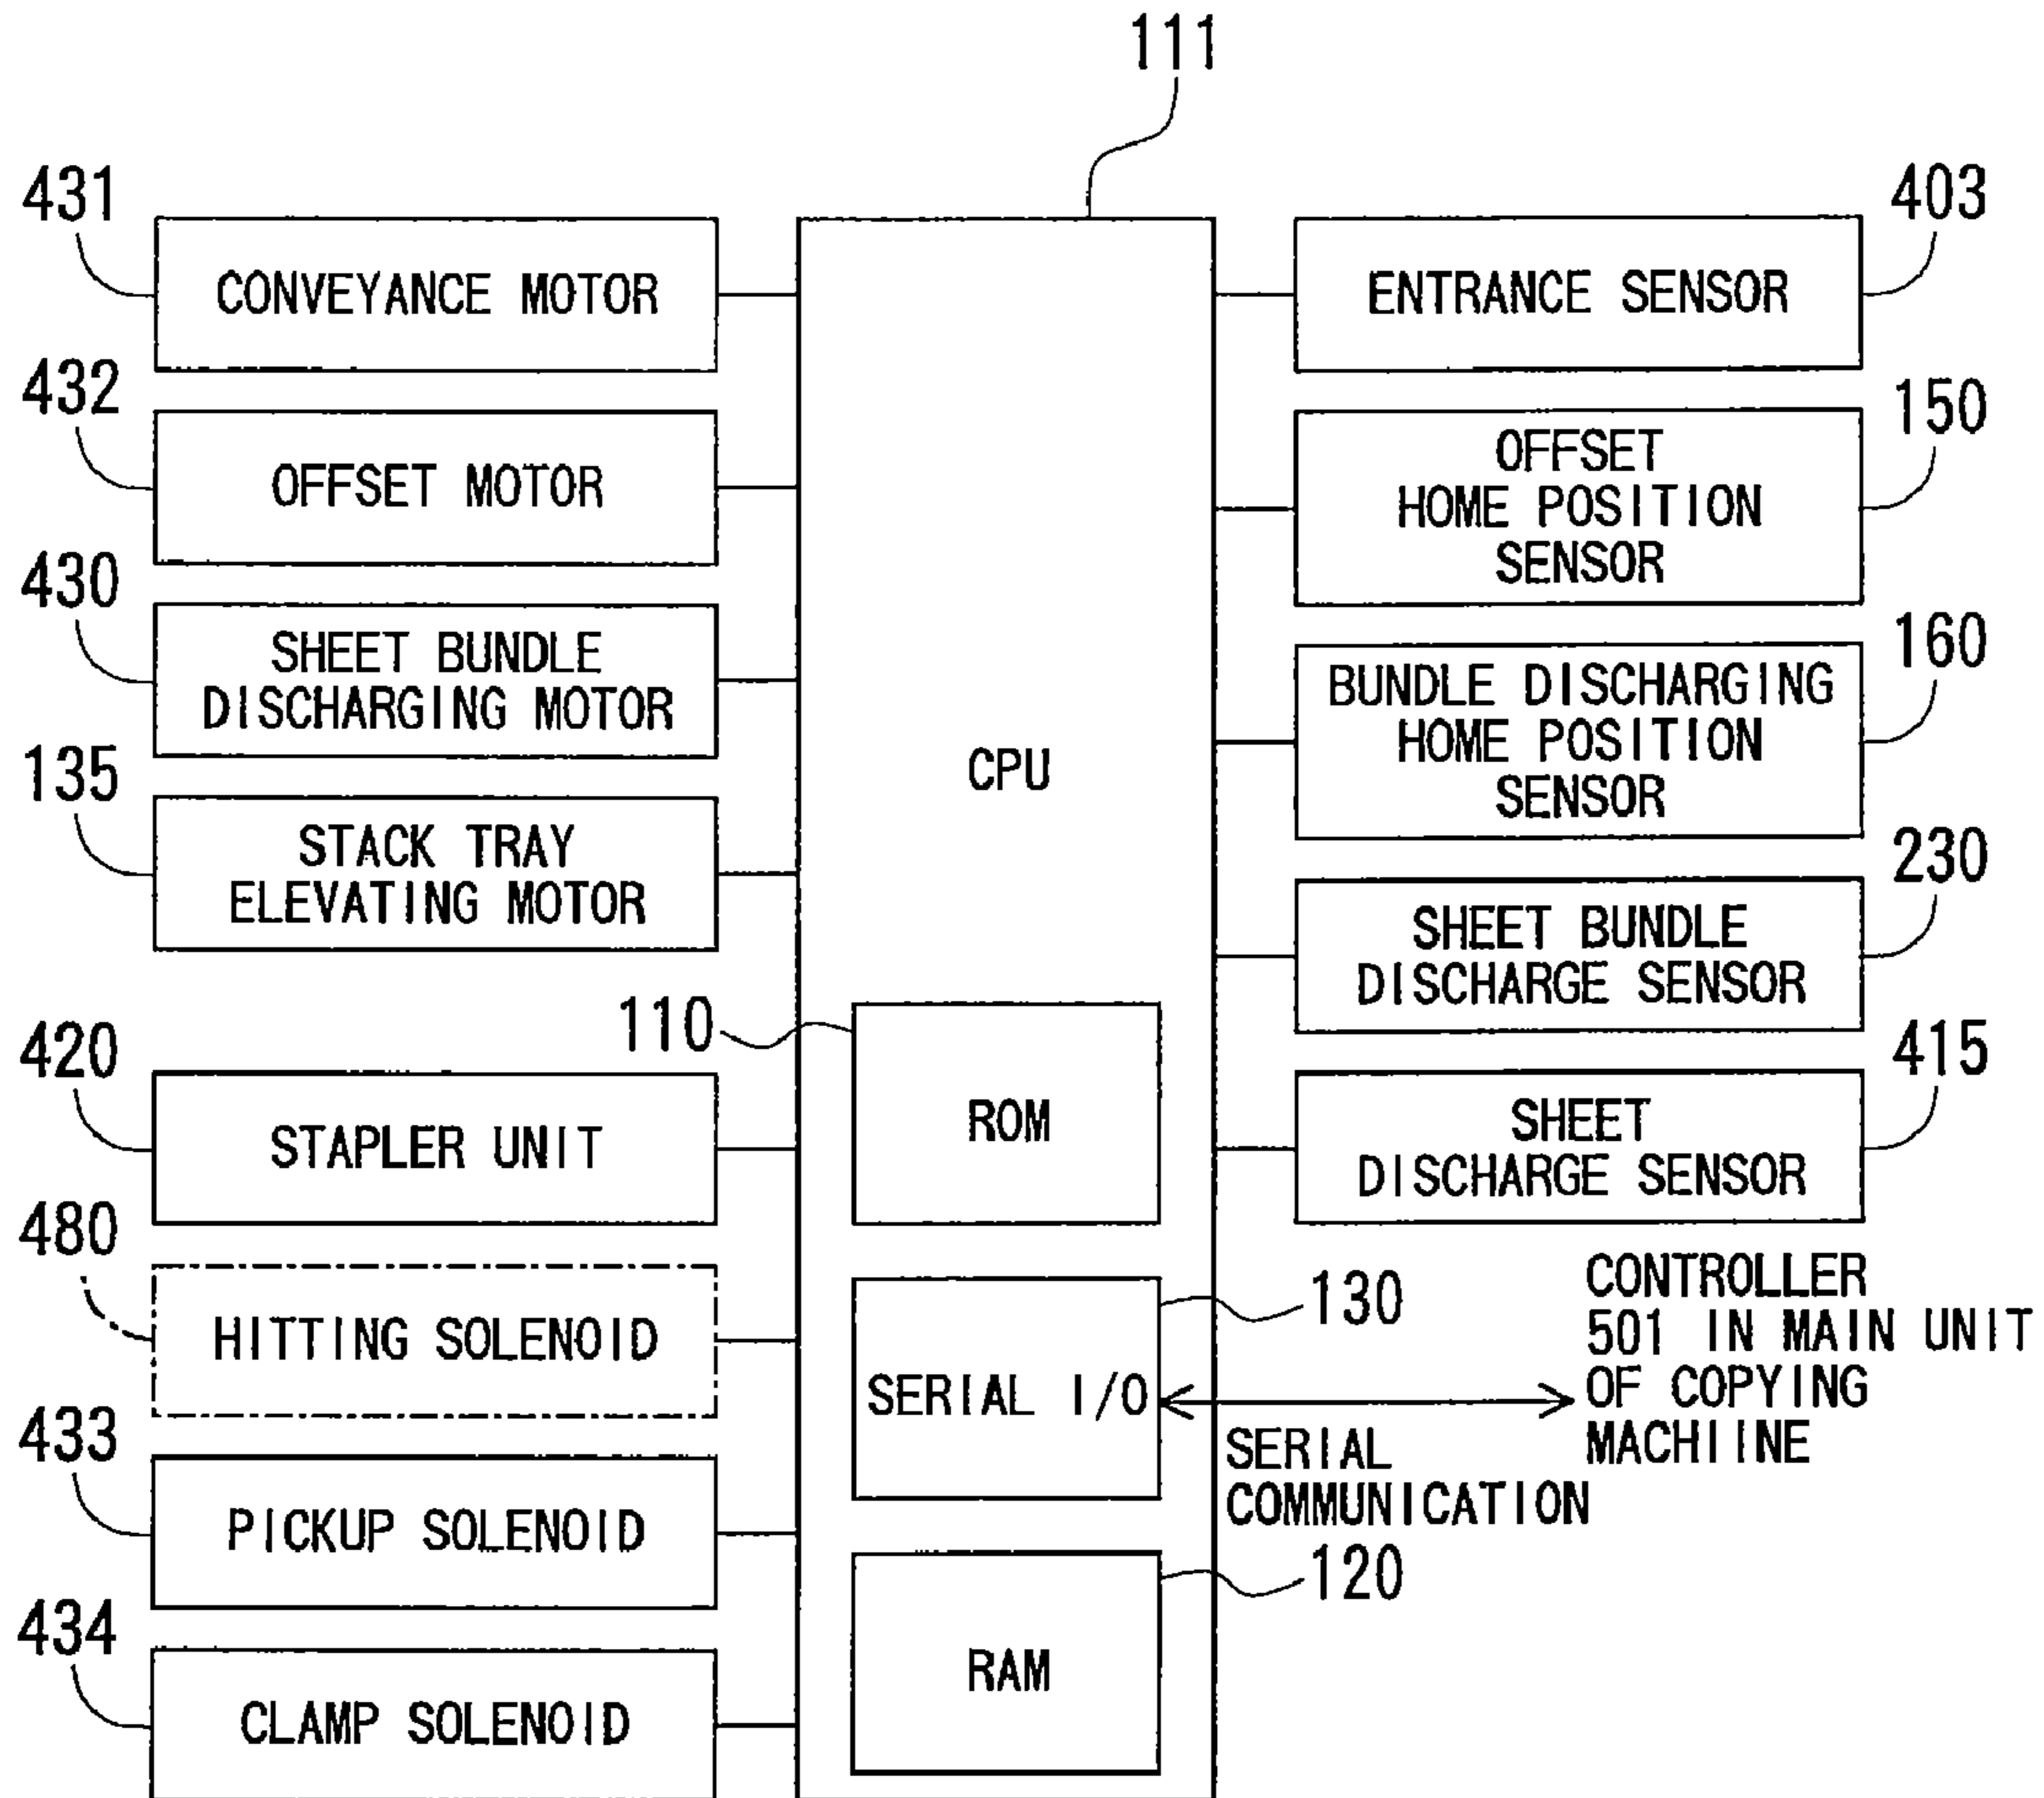 111
431
CONVEYANCE MOTOR
432
OFFSET MOTOR
430
SHEET BUNDLE
DISCHARGING MOTOR
135
STACK TRAY
ELEVATING MOTOR
420
STAPLER UNIT
480
HITTING SOLENOID
433
PICKUP SOLENOID
434
CLAMP SOLENOID
CPU
110
ROM
130
SERIAL I/O
120
RAM
403
ENTRANCE SENSOR
150
OFFSET
HOME POSITION
SENSOR
160
BUNDLE DISCHARGING
HOME POSITION
SENSOR
230
SHEET BUNDLE
DISCHARGE SENSOR
415
SHEET
DISCHARGE SENSOR
CONTROLLER
501 IN MAIN UNIT
OF COPYING
MACHIINE
SERIAL
COMMUNICATION